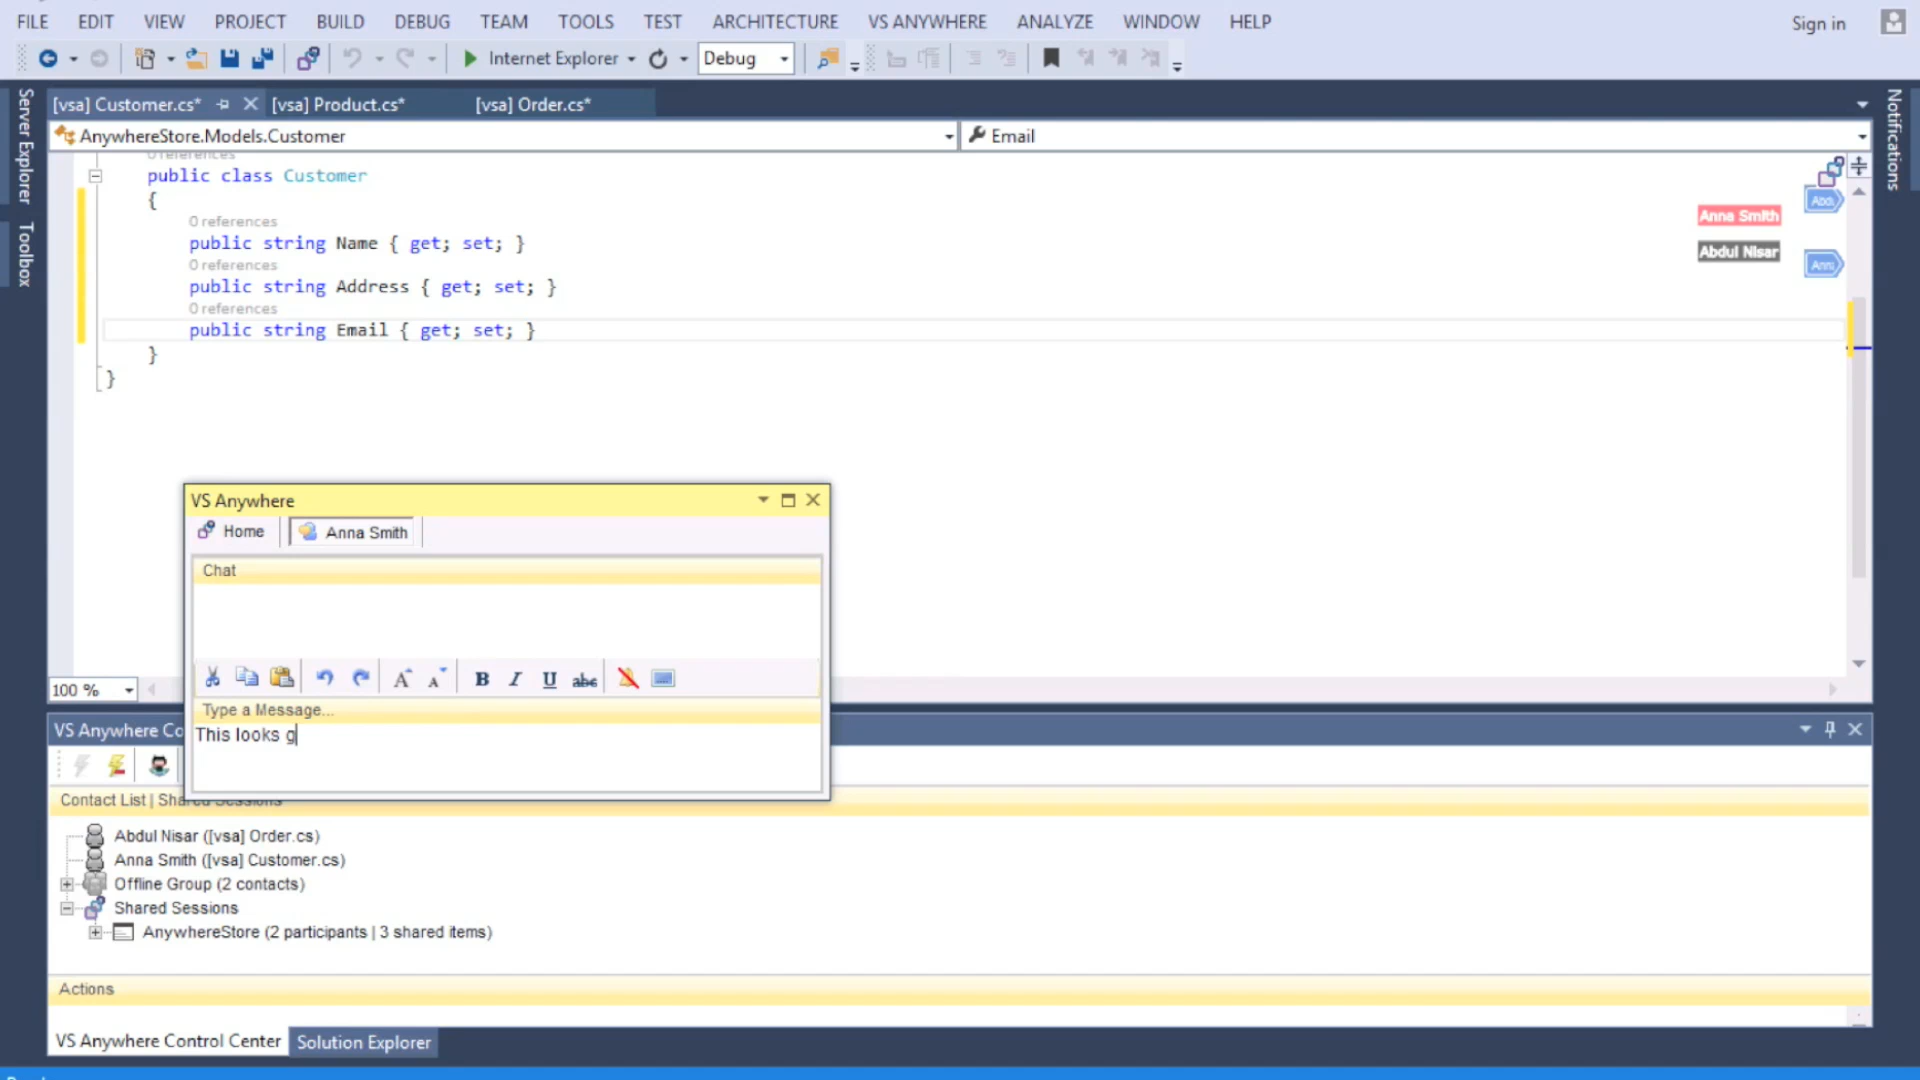 FILE EDIT VIEW PROJECT BUILD DEBUG TEAM TOOLS TEST ARCHITECTURE VS ANYWHERE ANALYZE WINDOW HELP Sign in
Internet Explorer Debug
Server Explorer
Toolbox
Notifications
[vsa] Customer.cs* [vsa] Product.cs* [vsa] Order.cs*
AnywhereStore.Models.Customer Email
0 references
public class Customer
{
0 references
public string Name { get; set; }
0 references
public string Address { get; set; }
0 references
public string Email { get; set; }
}
}
Anna Smith
Abdul Nisar
VS Anywhere
Home Anna Smith
Chat
B I U abc
Type a Message...
This looks g
100 %
VS Anywhere Co
Contact List | Shared Sessions
Abdul Nisar ([vsa] Order.cs)
Anna Smith ([vsa] Customer.cs)
Offline Group (2 contacts)
Shared Sessions
AnywhereStore (2 participants | 3 shared items)
Actions
VS Anywhere Control Center Solution Explorer